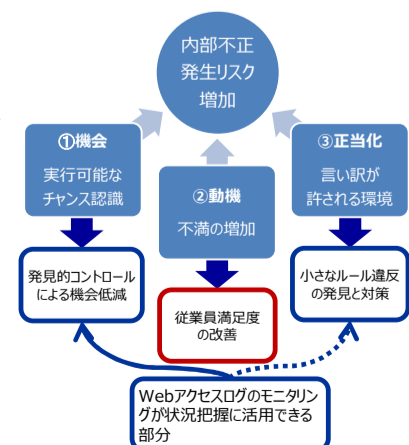 内部不正
発生リスク
増加
①機会
実行可能な
チャンス認識
②動機
不満の増加
③正当化
言い訳が
許される環境
発見的コントロール
による機会低減
従業員満足度
の改善
小さなルール違反
の発見と対策
Webアクセスログのモニタリン
グが状況把握に活用できる
部分